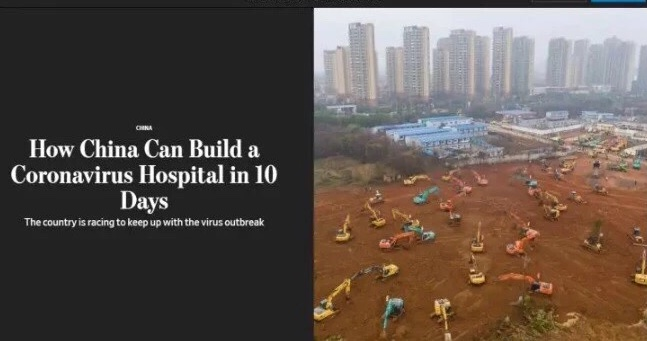 CHINA
How China Can Build a
Coronavirus Hospital in 10
Days
The country is racing to keep up with the virus outbreak